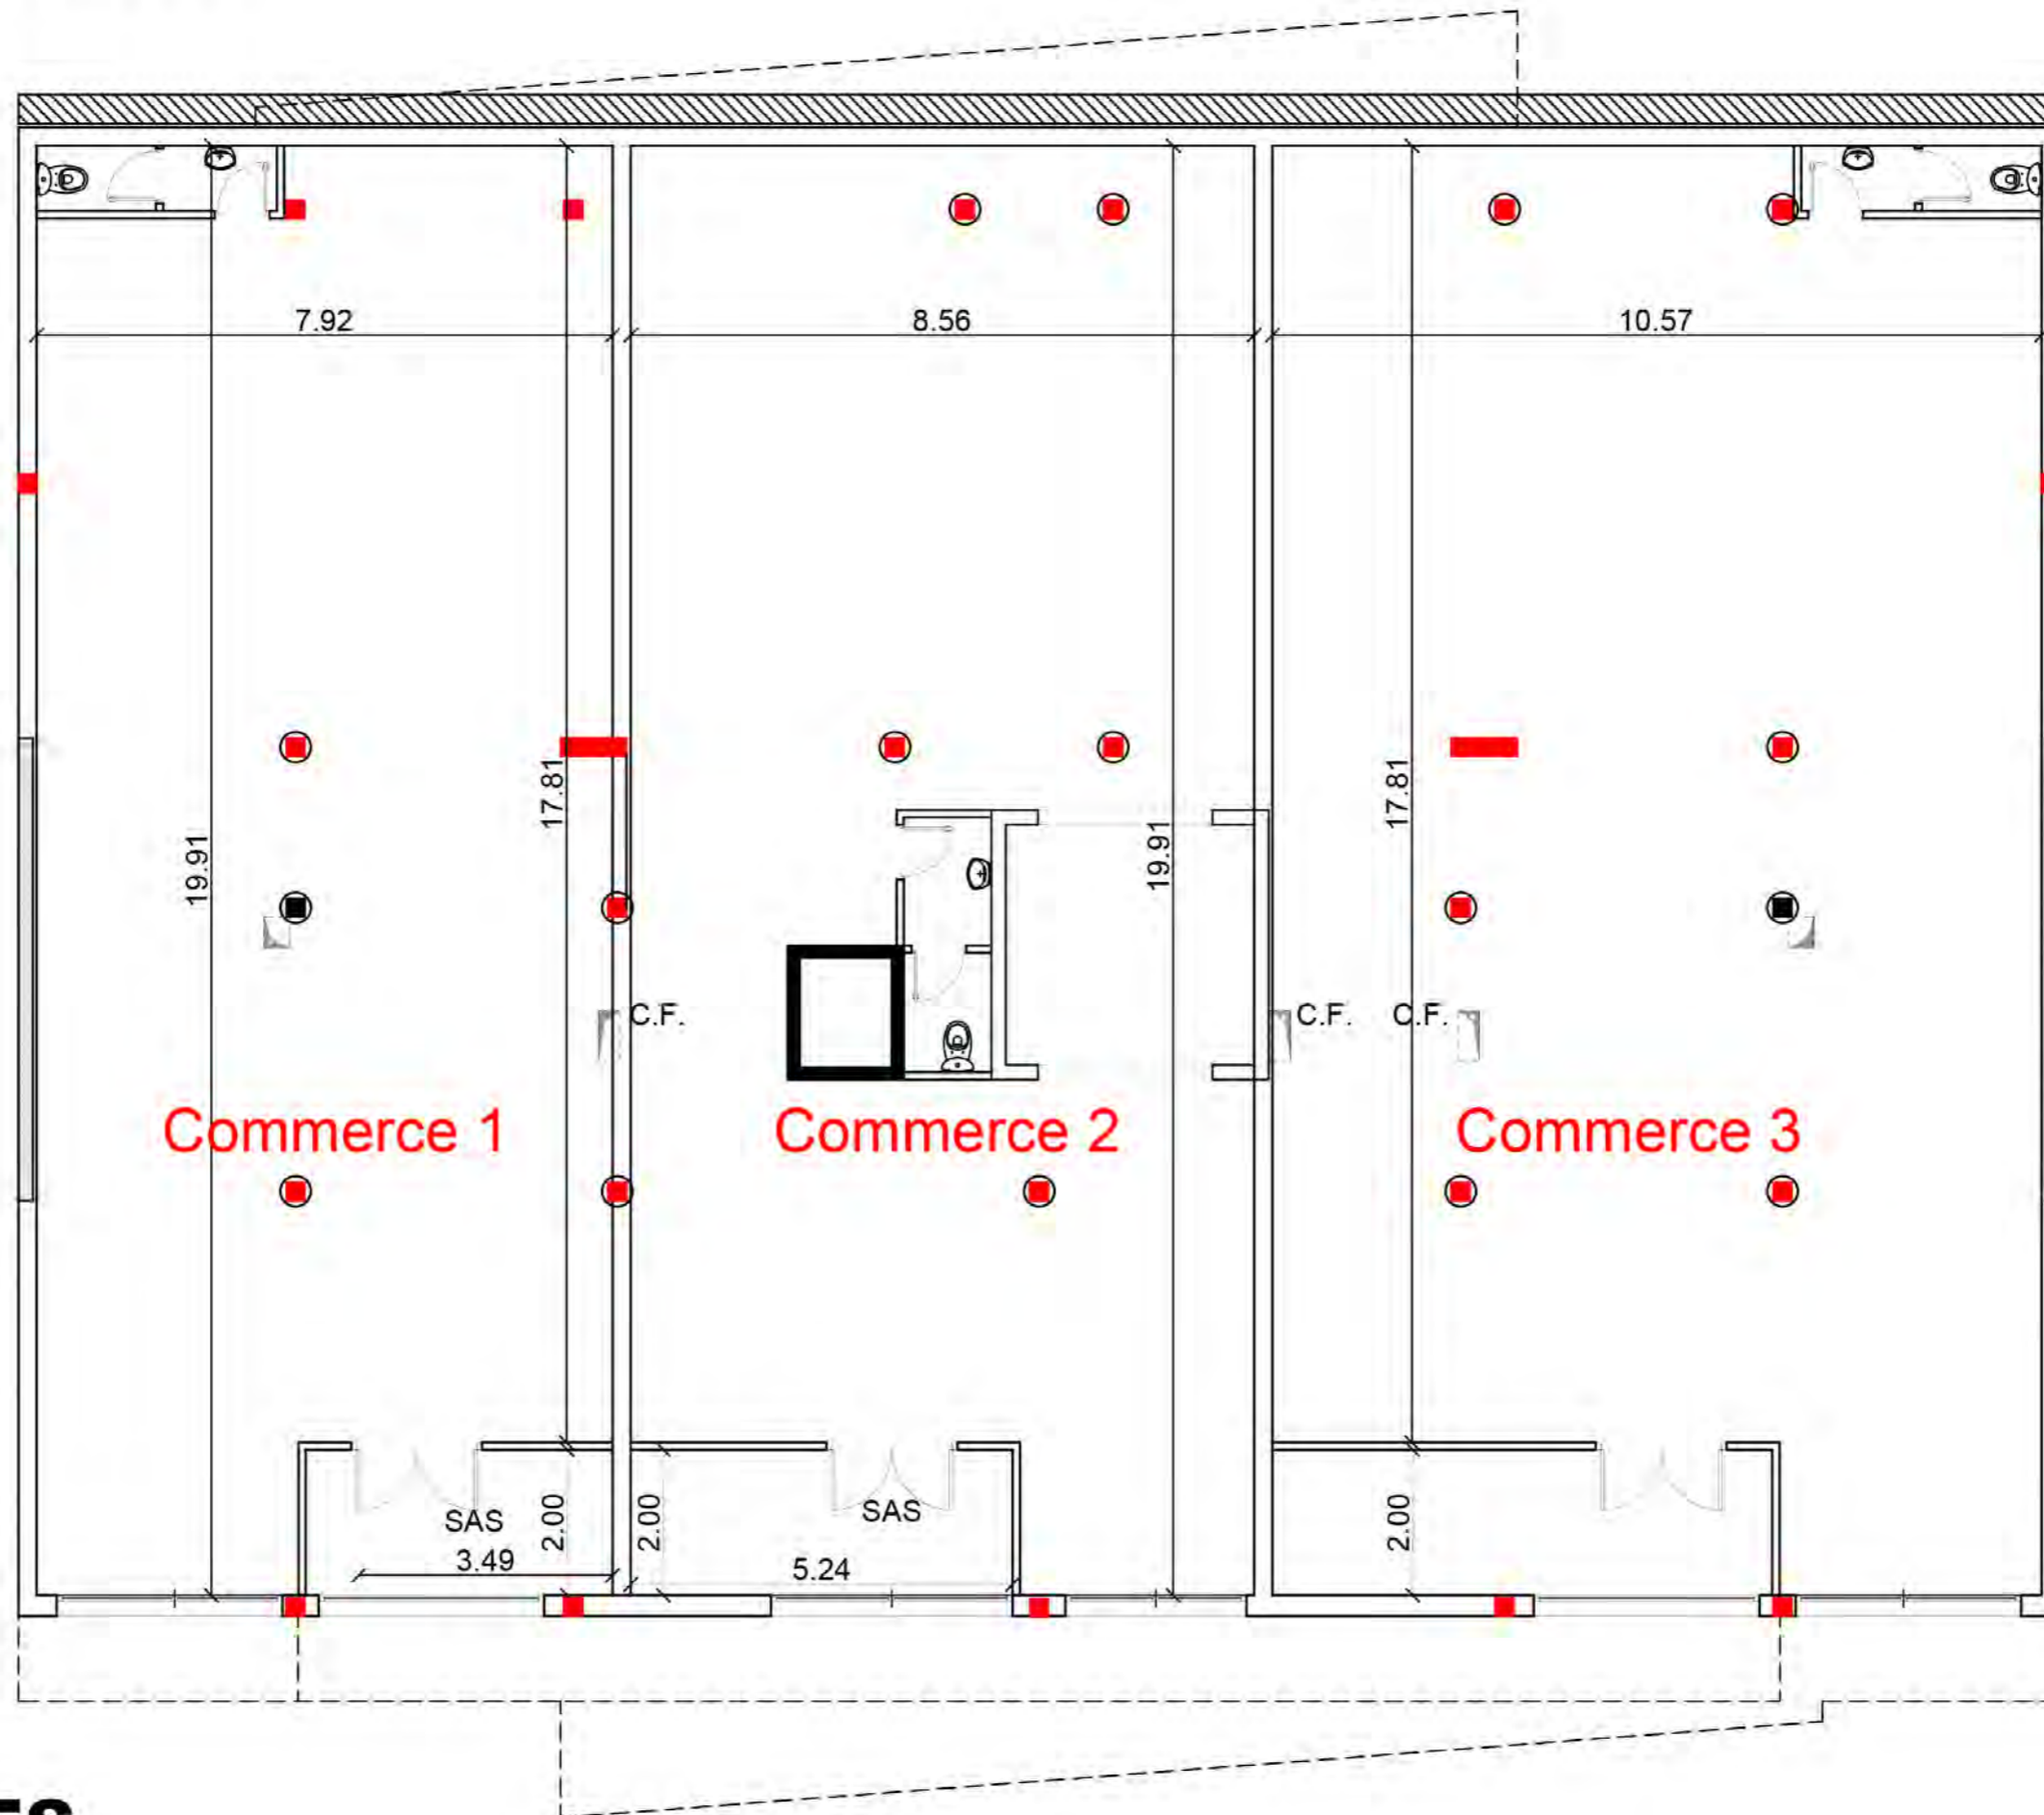 7.92
8.56
10.57
17.81
17.81
19.91
19.91
C.F.
C.F.
C.F.
Commerce 1
Commerce 2
Commerce 3
SAS
SAS
2.00
2.00
2.00
3.49
5.24